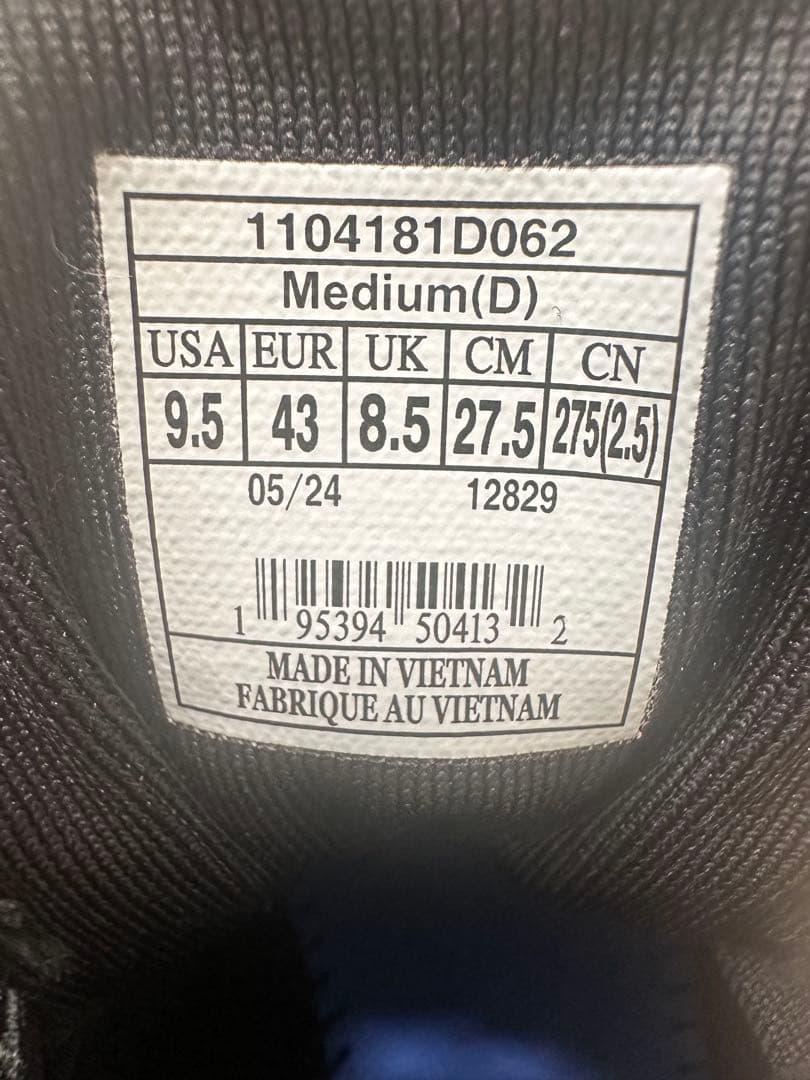 1104181D062
Medium(D)
USA EUR UK CM CN
9.5 43 8.5 27.5 275(2.5)
05/24 12829
1 95394 50413 2
MADE IN VIETNAM
FABRIQUE AU VIETNAM